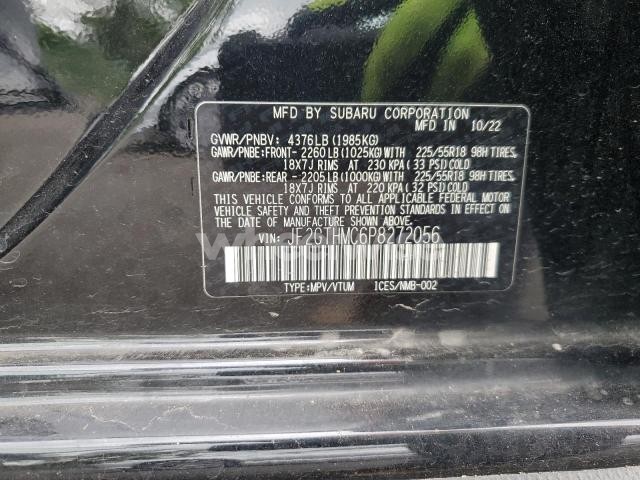 MFD BY SUBARU CORPORATION
MFD IN 10/22
GVWR/PNBV: 4376LB (1985KG)
GAWR/PNBE:FRONT- 2260LB (1025KG) WITH 225/55R18 98H TIRES,
18X7J RIMS AT 230 KPA (33 PSI) COLD
GAWR/PNBE:REAR - 2205LB (1000KG) WITH 225/55R18 98H TIRES,
18X7J RIMS AT 220 KPA (32 PSI) COLD
THIS VEHICLE CONFORMS TO ALL APPLICABLE FEDERAL MOTOR
VEHICLE SAFETY, BUMPER, AND THEFT PREVENTION STANDARDS IN EFFECT ON
THE DATE OF MANUFACTURE SHOWN ABOVE.
VIN: JF2GTHMC6P8272056
TYPE:MPV/VTUM ICES/NMB-002